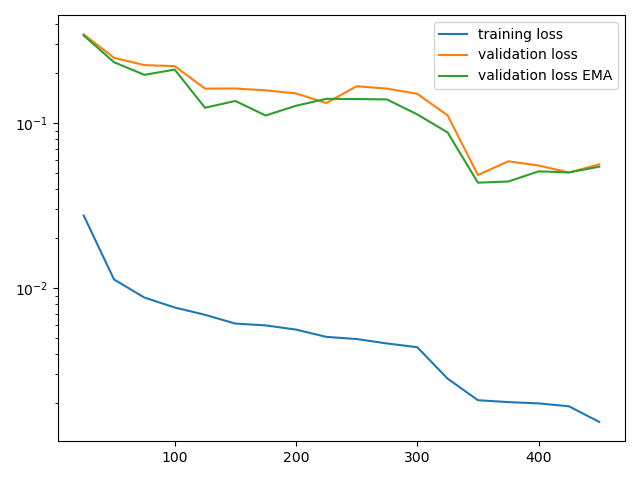 training loss
validation loss
validation loss EMA
10⁻¹
10⁻²
100 200 300 400